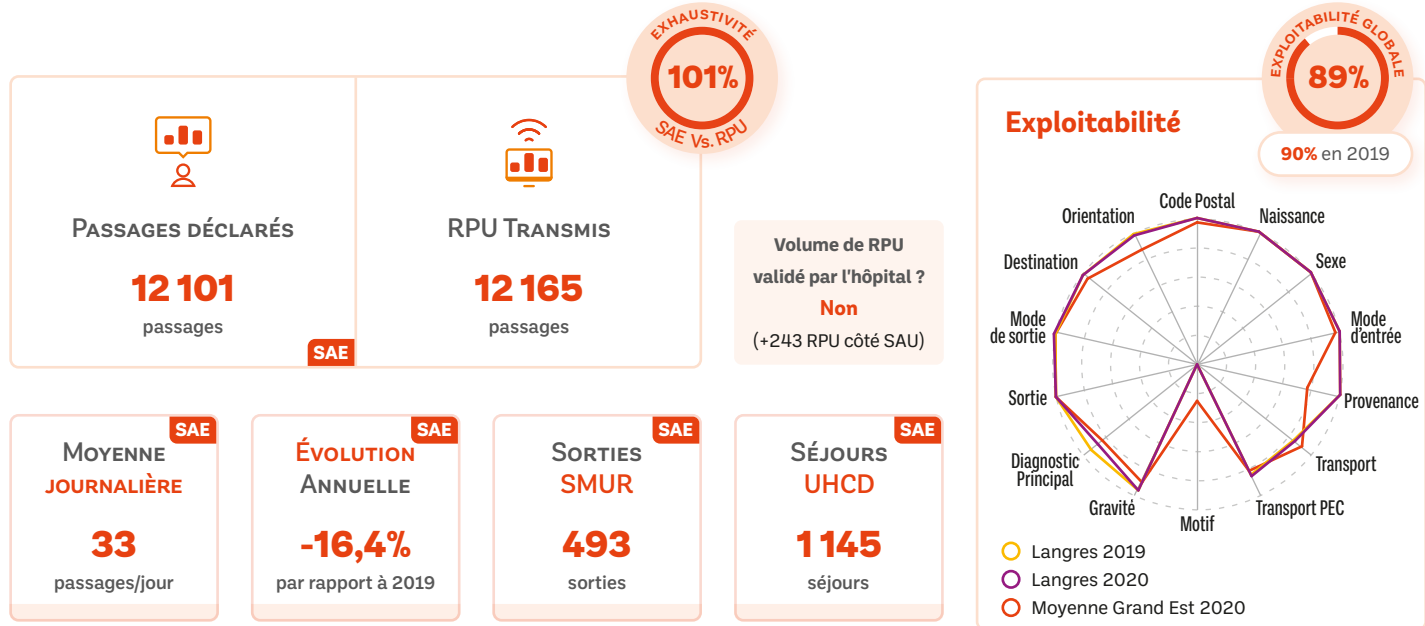 EXHAUSTIVITÉ
101%
SAE Vs. RPU
PASSAGES DÉCLARÉS
12 101
passages
SAE
RPU TRANSMIS
12 165
passages
Volume de RPU
validé par l'hôpital ?
Non
(+243 RPU côté SAU)
SAE
MOYENNE
JOURNALIÈRE
33
passages/jour
SAE
ÉVOLUTION
ANNUELLE
-16,4%
par rapport à 2019
SAE
SORTIES
SMUR
493
sorties
SAE
SÉJOURS
UHCD
1 145
séjours
EXPLOITABILITÉ GLOBALE
89%
90% en 2019
Exploitabilité
Code Postal
Naissance
Sexe
Mode
d'entrée
Provenance
Transport
Transport PEC
Motif
Gravité
Diagnostic
Principal
Sortie
Mode
de sortie
Destination
Orientation
Langres 2019
Langres 2020
Moyenne Grand Est 2020